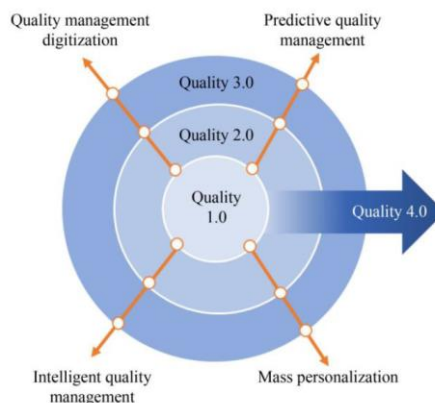 Quality management
digitization
Predictive quality
management
Quality 3.0
Quality 2.0
Quality
1.0
Quality 4.0
Intelligent quality
management
Mass personalization